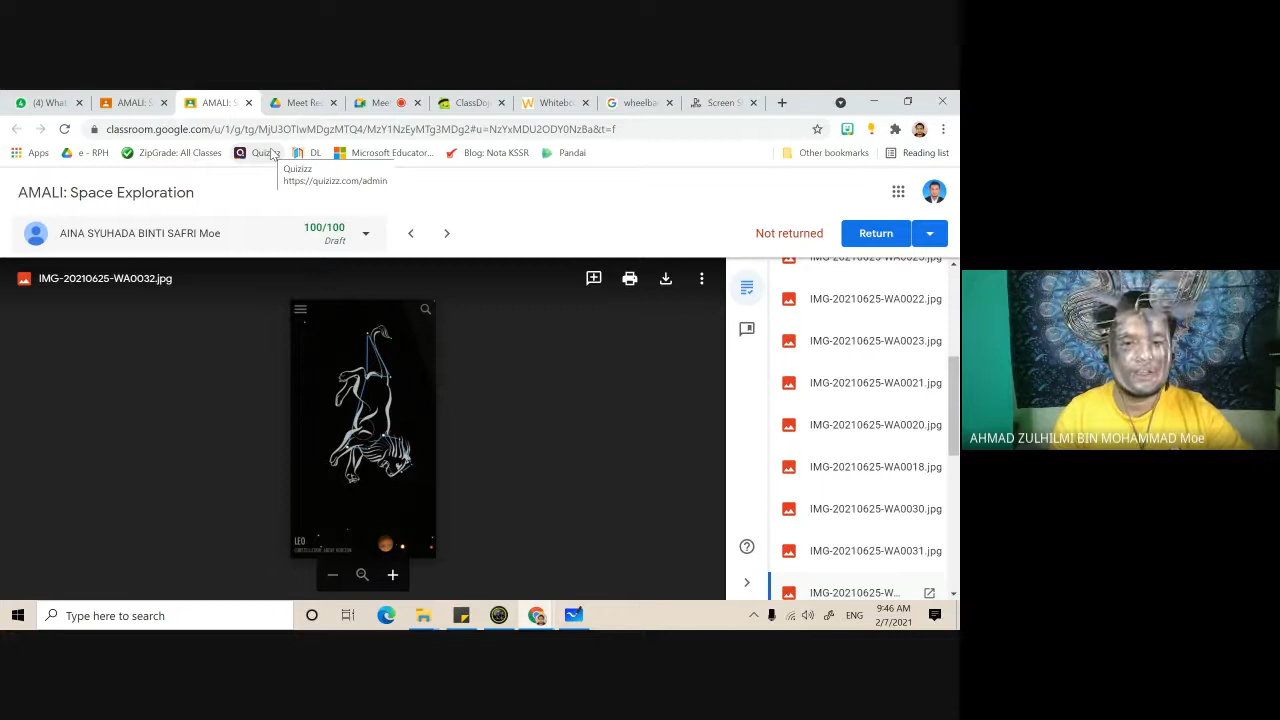 (4) What
AMALI: S
AMALI: S
Meet Re
Mee
ClassDo
Whitebo
wheelba
Screen S
classroom.google.com/u/1/g/tg/MjU3OTIwMDgzMTQ4/MzY1NzEyMTg3MDg2#u=NzYxMDU2ODY0NzBa&t=f
Apps
e - RPH
ZipGrade: All Classes
Quizizz
DL
Microsoft Educator...
Blog: Nota KSSR
Pandai
Other bookmarks
Reading list
Quizizz
https://quizizz.com/admin
AMALI: Space Exploration
AINA SYUHADA BINTI SAFRI Moe
100/100
Draft
Not returned
Return
IMG-20210625-WA0032.jpg
IMG-20210625-WA0022.jpg
IMG-20210625-WA0023.jpg
IMG-20210625-WA0021.jpg
IMG-20210625-WA0020.jpg
IMG-20210625-WA0018.jpg
IMG-20210625-WA0030.jpg
IMG-20210625-WA0031.jpg
IMG-20210625-W...
LEO
AHMAD ZULHILMI BIN MOHAMMAD Moe
Type here to search
ENG
9:46 AM
2/7/2021